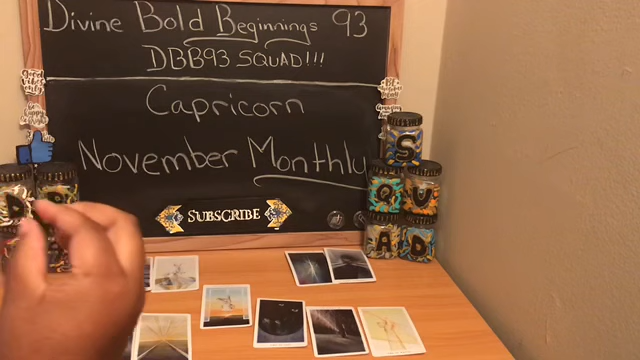 Divine Bold Beginnings 93
DBB93 SQUAD!!!
Capricorn
November Monthly
SUBSCRIBE
S
Q U
A D
D